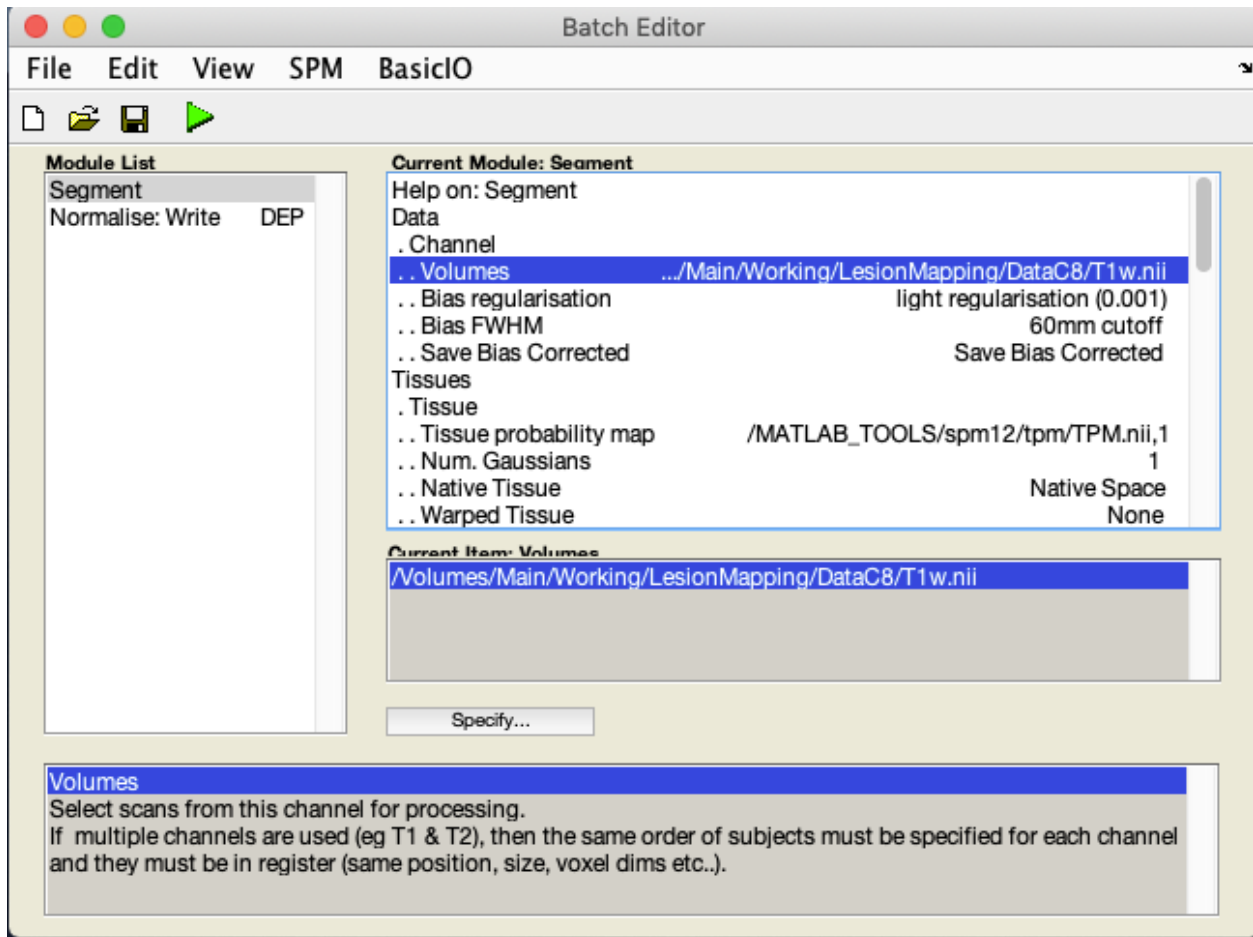 Batch Editor
File Edit View SPM BasicIO
Module List
Segment
Normalise: Write DEP
Current Module: Segment
Help on: Segment
Data
. Channel
. . Volumes .../Main/Working/LesionMapping/DataC8/T1w.nii
. . Bias regularisation light regularisation (0.001)
. . Bias FWHM 60mm cutoff
. . Save Bias Corrected Save Bias Corrected
Tissues
. Tissue
. . Tissue probability map /MATLAB_TOOLS/spm12/tpm/TPM.nii,1
. . Num. Gaussians 1
. . Native Tissue Native Space
. . Warped Tissue None
Current Item: Volumes
/Volumes/Main/Working/LesionMapping/DataC8/T1w.nii
Specify...
Volumes
Select scans from this channel for processing.
If multiple channels are used (eg T1 & T2), then the same order of subjects must be specified for each channel
and they must be in register (same position, size, voxel dims etc..).